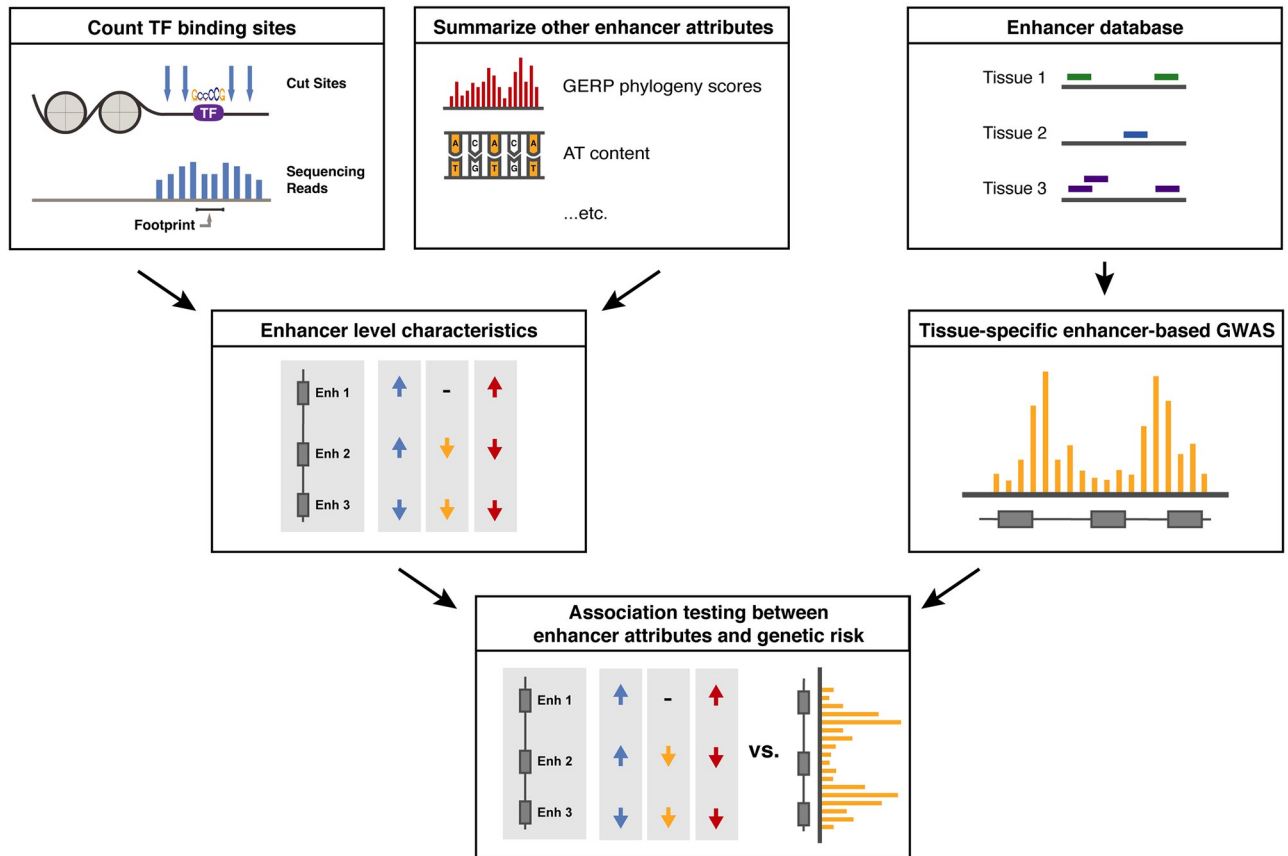 Count TF binding sites
GCCCCG
Cut Sites
TF
Sequencing
Reads
Footprint
Summarize other enhancer attributes
GERP phylogeny scores
A C A C A
T G T G T
AT content
...etc.
Enhancer database
Tissue 1
Tissue 2
Tissue 3
Enhancer level characteristics
Enh 1
-
Enh 2
Enh 3
Tissue-specific enhancer-based GWAS
Association testing between
enhancer attributes and genetic risk
Enh 1
-
Enh 2
vs.
Enh 3